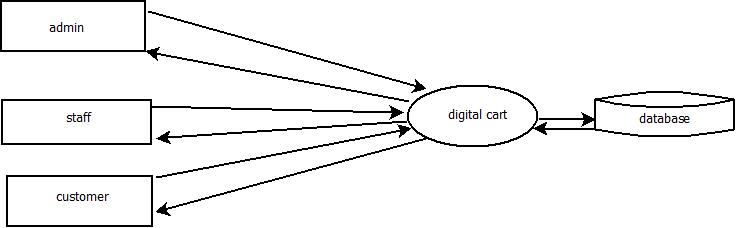 admin
staff
digital cart
database
customer